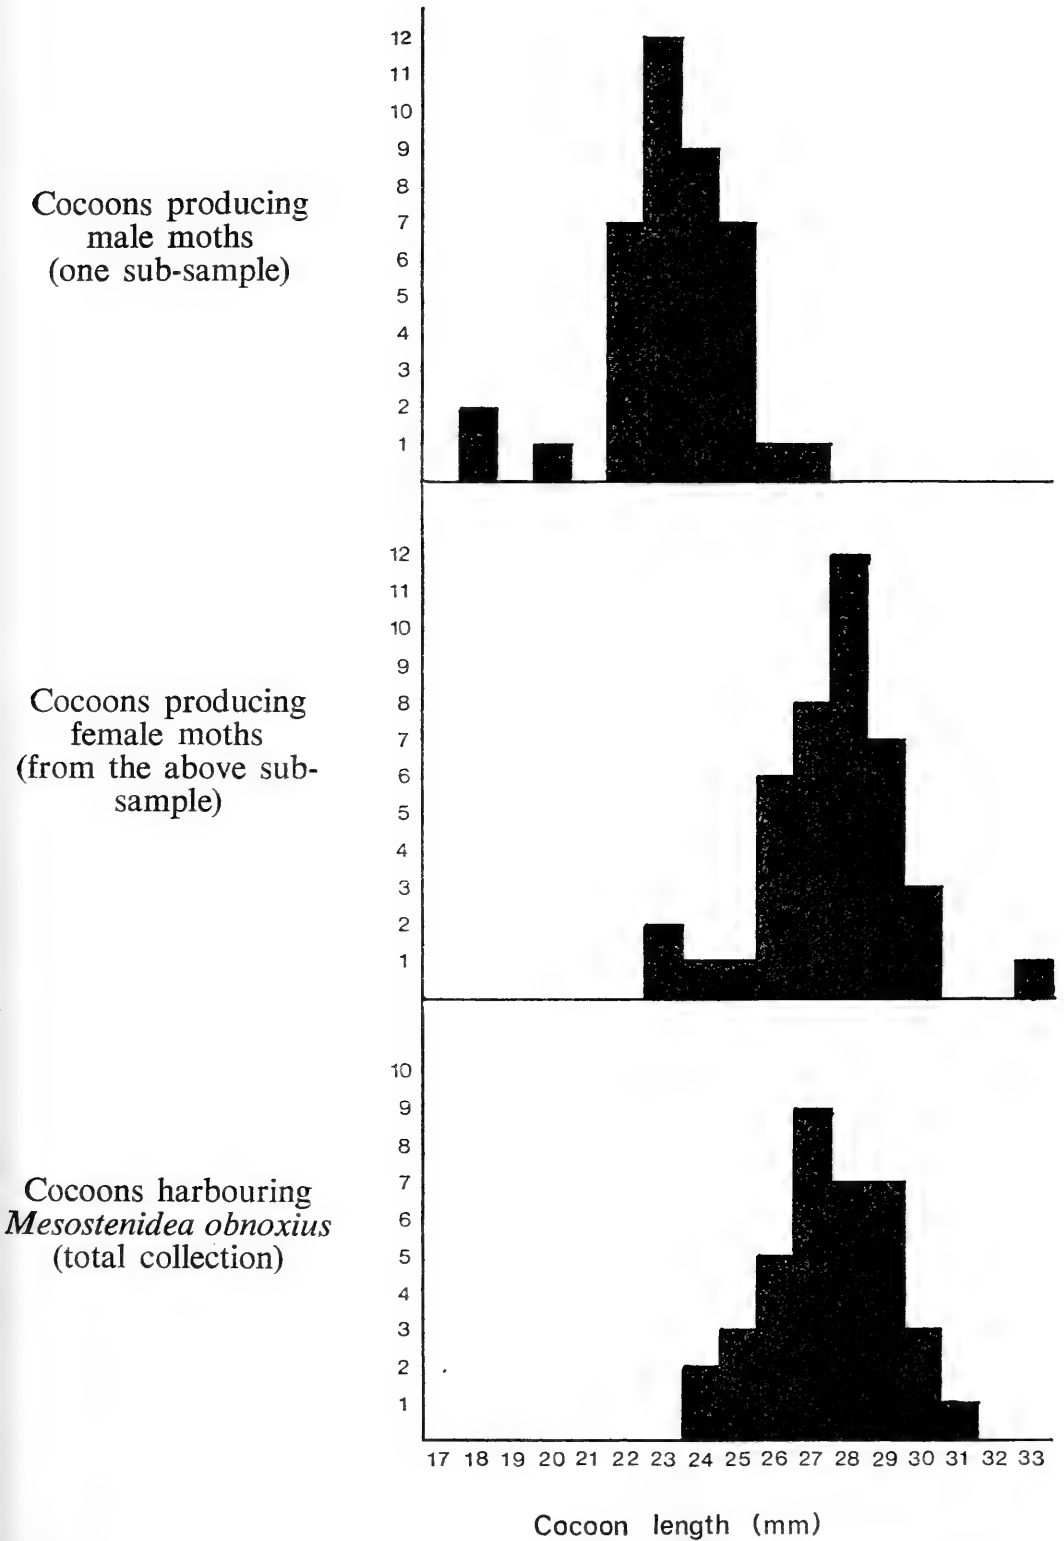 12
11
10
9
8
7
6
5
4
3
2
1
Cocoons producing
male moths
(one sub-sample)
12
11
10
9
8
7
6
5
4
3
2
1
Cocoons producing
female moths
(from the above sub-
sample)
10
9
8
7
6
5
4
3
2
1
Cocoons harbouring
Mesostenidea obnoxius
(total collection)
17 18 19 20 21 22 23 24 25 26 27 28 29 30 31 32 33
Cocoon length (mm)